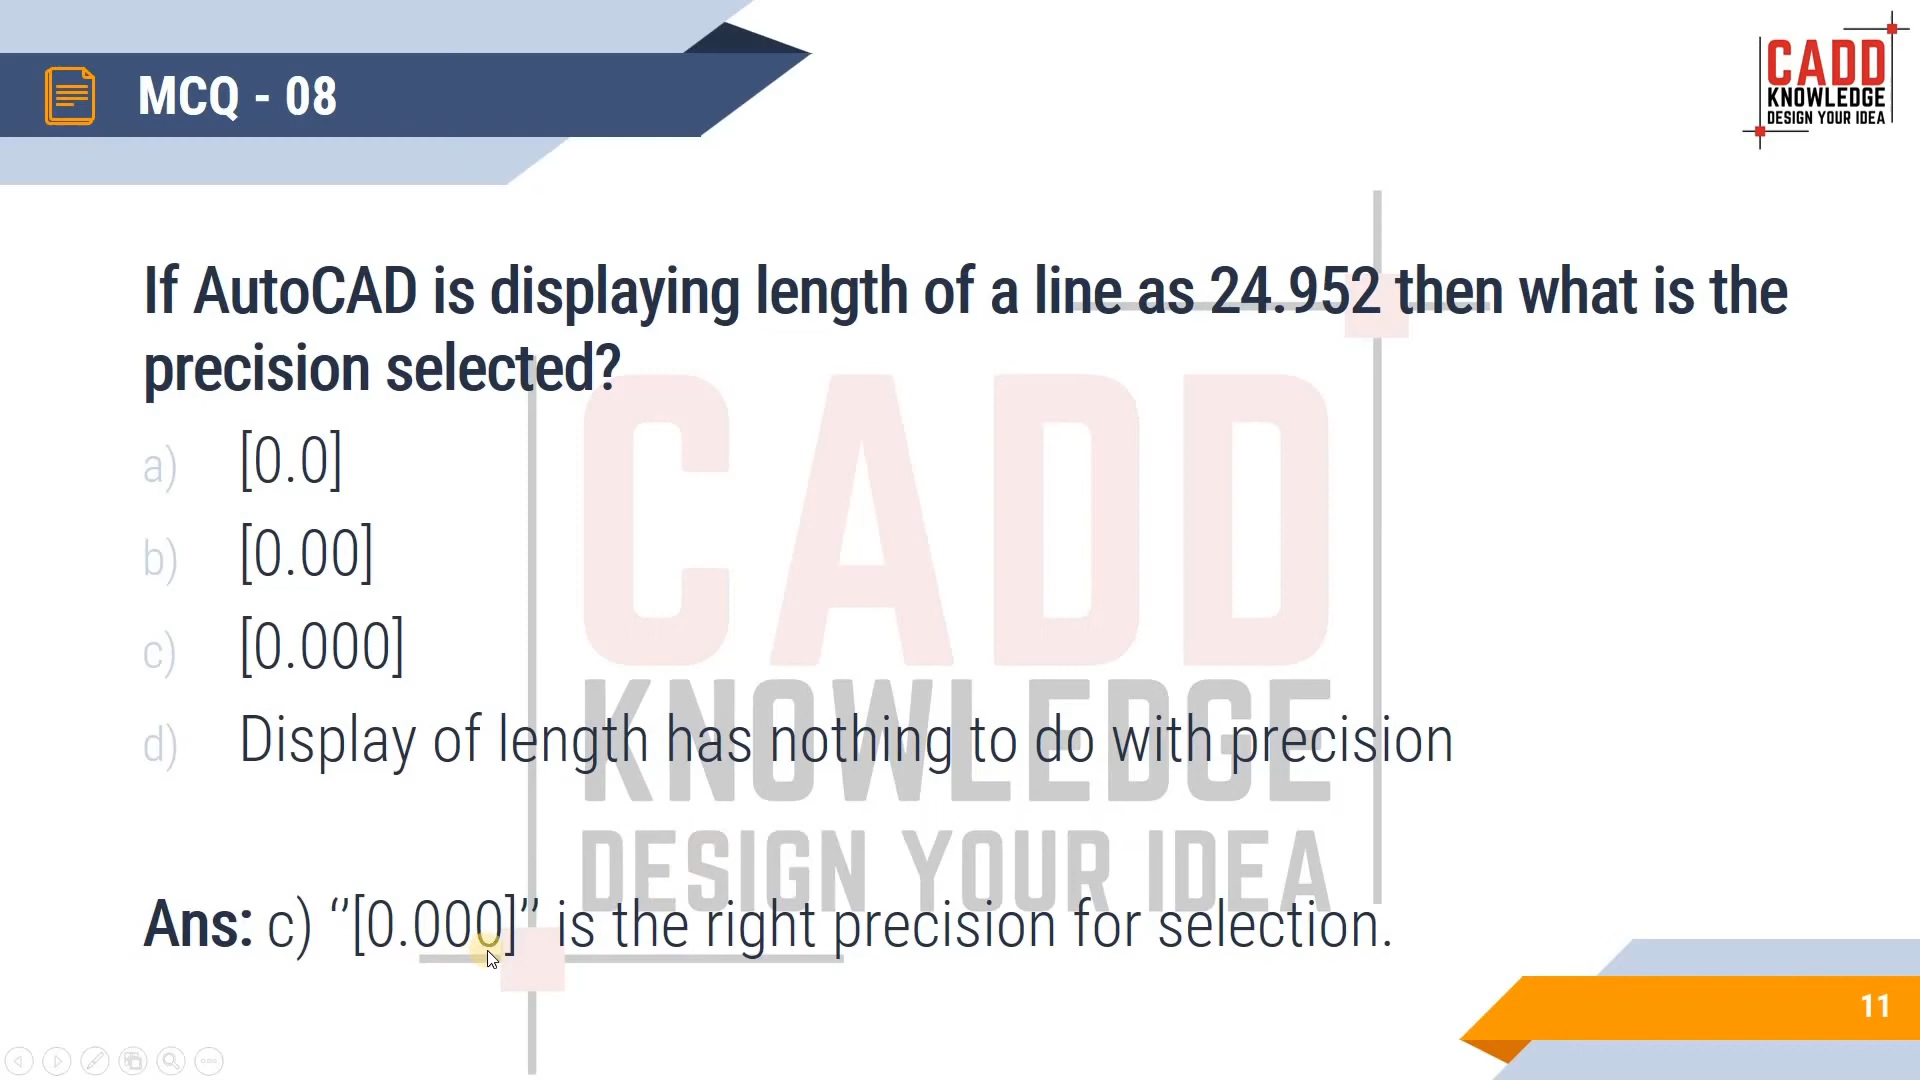 MCQ - 08
CADD
KNOWLEDGE
DESIGN YOUR IDEA
If AutoCAD is displaying length of a line as 24.952 then what is the
precision selected?
a) [0.0]
b) [0.00]
c) [0.000]
d) Display of length has nothing to do with precision
Ans: c) “[0.000]” is the right precision for selection.
CADD
KNOWLEDGE
DESIGN YOUR IDEA
11